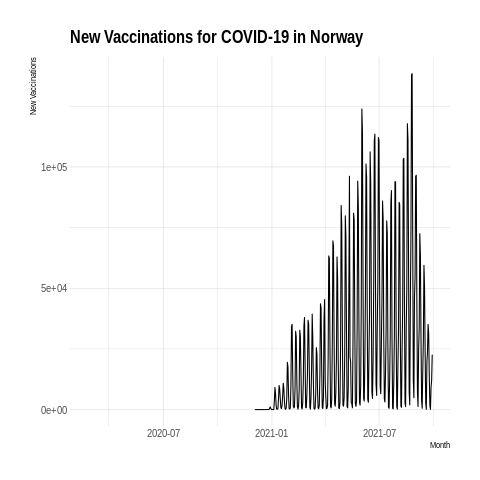 New Vaccinations for COVID-19 in Norway
New Vaccinations
1e+05
5e+04
0e+00
2020-07
2021-01
2021-07
Month